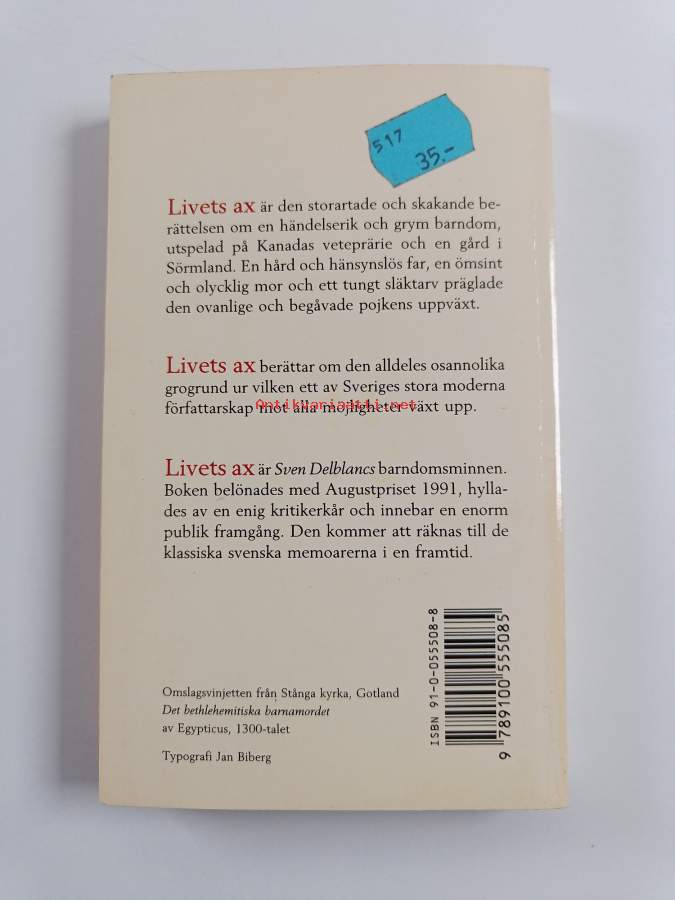 517
35.-
Livets ax är den storartade och skakande be-
rättelsen om en händelserik och grym barndom,
utspelad på Kanadas veteprärie och en gård i
Sörmland. En hård och hänsynslös far, en ömsint
och olycklig mor och ett tungt släktarv präglade
den ovanlige och begåvade pojkens uppväxt.
Livets ax berättar om den alldeles osannolika
grogrund ur vilken ett av Sveriges stora moderna
författarskap mot alla möjligheter växt upp.
Antikvariaatti.net
Livets ax är Sven Delblancs barndomsminnen.
Boken belönades med Augustpriset 1991, hylla-
des av en enig kritikerkår och innebar en enorm
publik framgång. Den kommer att räknas till de
klassiska svenska memoarerna i en framtid.
Omslagsvinjetten från Stånga kyrka, Gotland
Det bethlehemitiska barnamordet
av Egypticus, 1300-talet
Typografi Jan Biberg
ISBN 91-0-055508-8
9 789100 555085